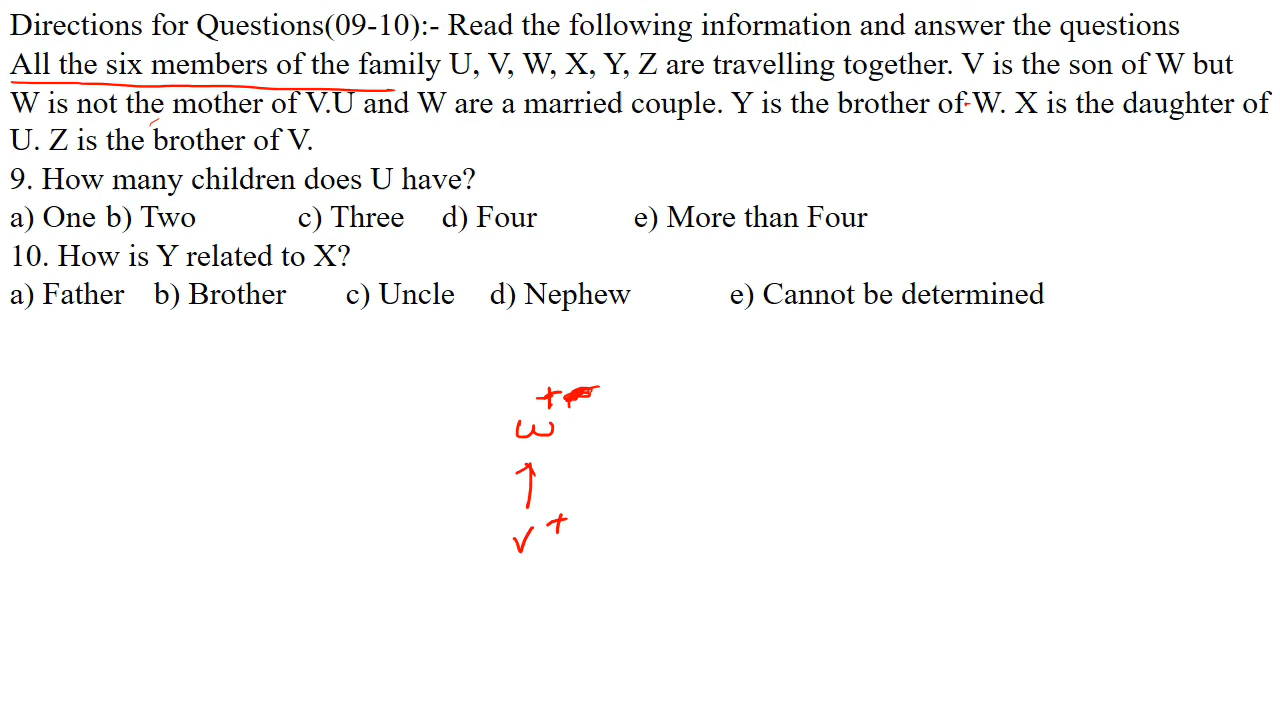 Directions for Questions(09-10):- Read the following information and answer the questions
All the six members of the family U, V, W, X, Y, Z are travelling together. V is the son of W but
W is not the mother of V.U and W are a married couple. Y is the brother of W. X is the daughter of
U. Z is the brother of V.
9. How many children does U have?
a) One b) Two c) Three d) Four e) More than Four
10. How is Y related to X?
a) Father b) Brother c) Uncle d) Nephew e) Cannot be determined
+
W
V +